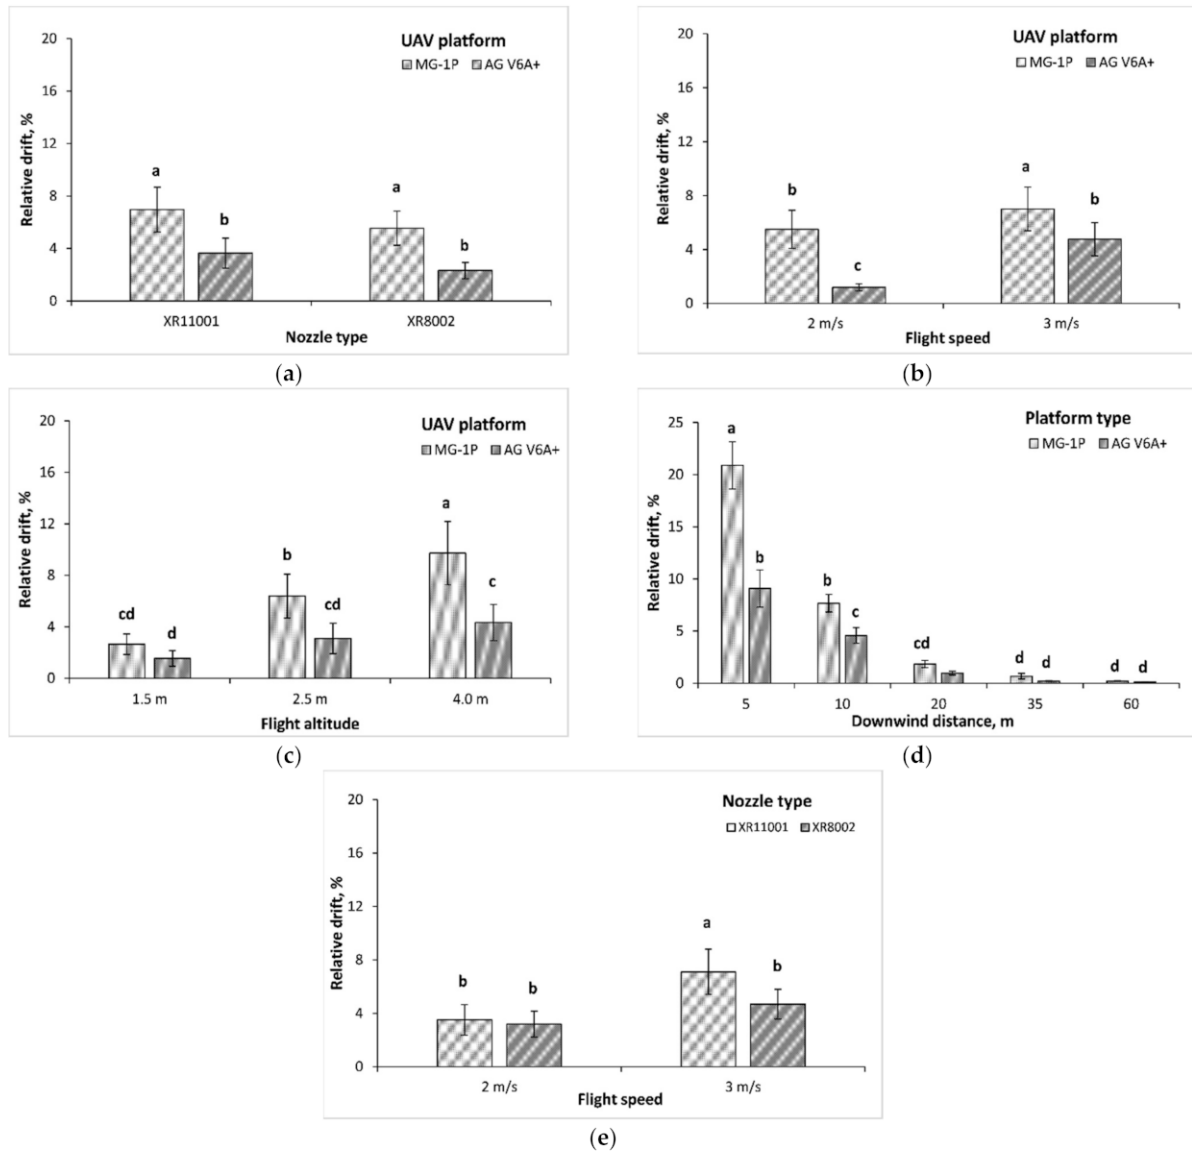 20
16
12
8
4
0
Relative drift, %
UAV platform
MG-1P AG V6A+
a
b
a
b
XR11001 XR8002
Nozzle type
(a)
20
16
12
8
4
0
Relative drift, %
UAV platform
MG-1P AG V6A+
b
c
a
b
2 m/s 3 m/s
Flight speed
(b)
20
16
12
8
4
0
Relative drift, %
UAV platform
MG-1P AG V6A+
cd
d
b
cd
a
c
1.5 m 2.5 m 4.0 m
Flight altitude
(c)
25
20
15
10
5
0
Relative drift, %
Platform type
MG-1P AG V6A+
a
b
b
c
cd
d d
d d
5 10 20 35 60
Downwind distance, m
(d)
20
16
12
8
4
0
Relative drift, %
Nozzle type
XR11001 XR8002
b b
a
b
2 m/s 3 m/s
Flight speed
(e)